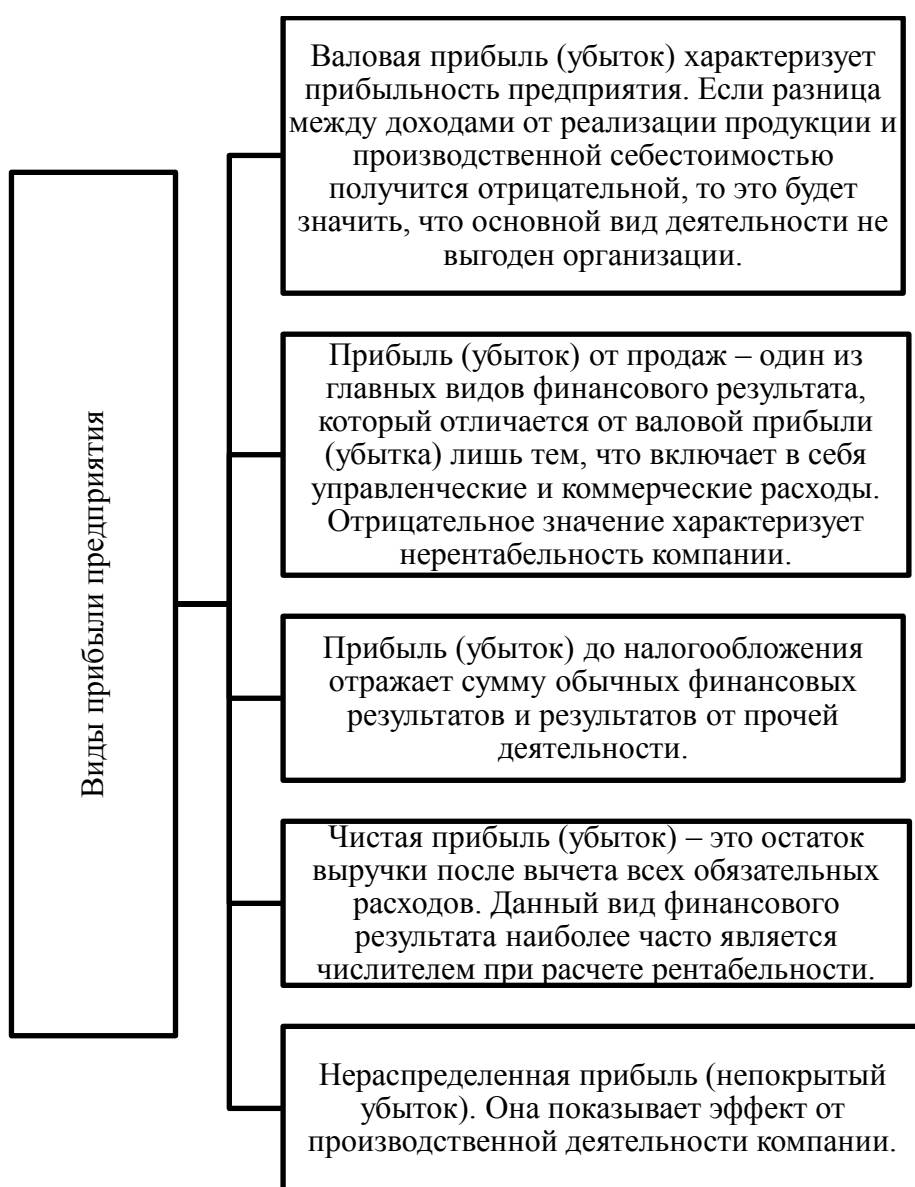 Виды прибыли предприятия
Валовая прибыль (убыток) характеризует
прибыльность предприятия. Если разница
между доходами от реализации продукции и
производственной себестоимостью
получится отрицательной, то это будет
значить, что основной вид деятельности не
выгоден организации.
Прибыль (убыток) от продаж – один из
главных видов финансового результата,
который отличается от валовой прибыли
(убытка) лишь тем, что включает в себя
управленческие и коммерческие расходы.
Отрицательное значение характеризует
нерентабельность компании.
Прибыль (убыток) до налогообложения
отражает сумму обычных финансовых
результатов и результатов от прочей
деятельности.
Чистая прибыль (убыток) – это остаток
выручки после вычета всех обязательных
расходов. Данный вид финансового
результата наиболее часто является
числителем при расчете рентабельности.
Нераспределенная прибыль (непокрытый
убыток). Она показывает эффект от
производственной деятельности компании.